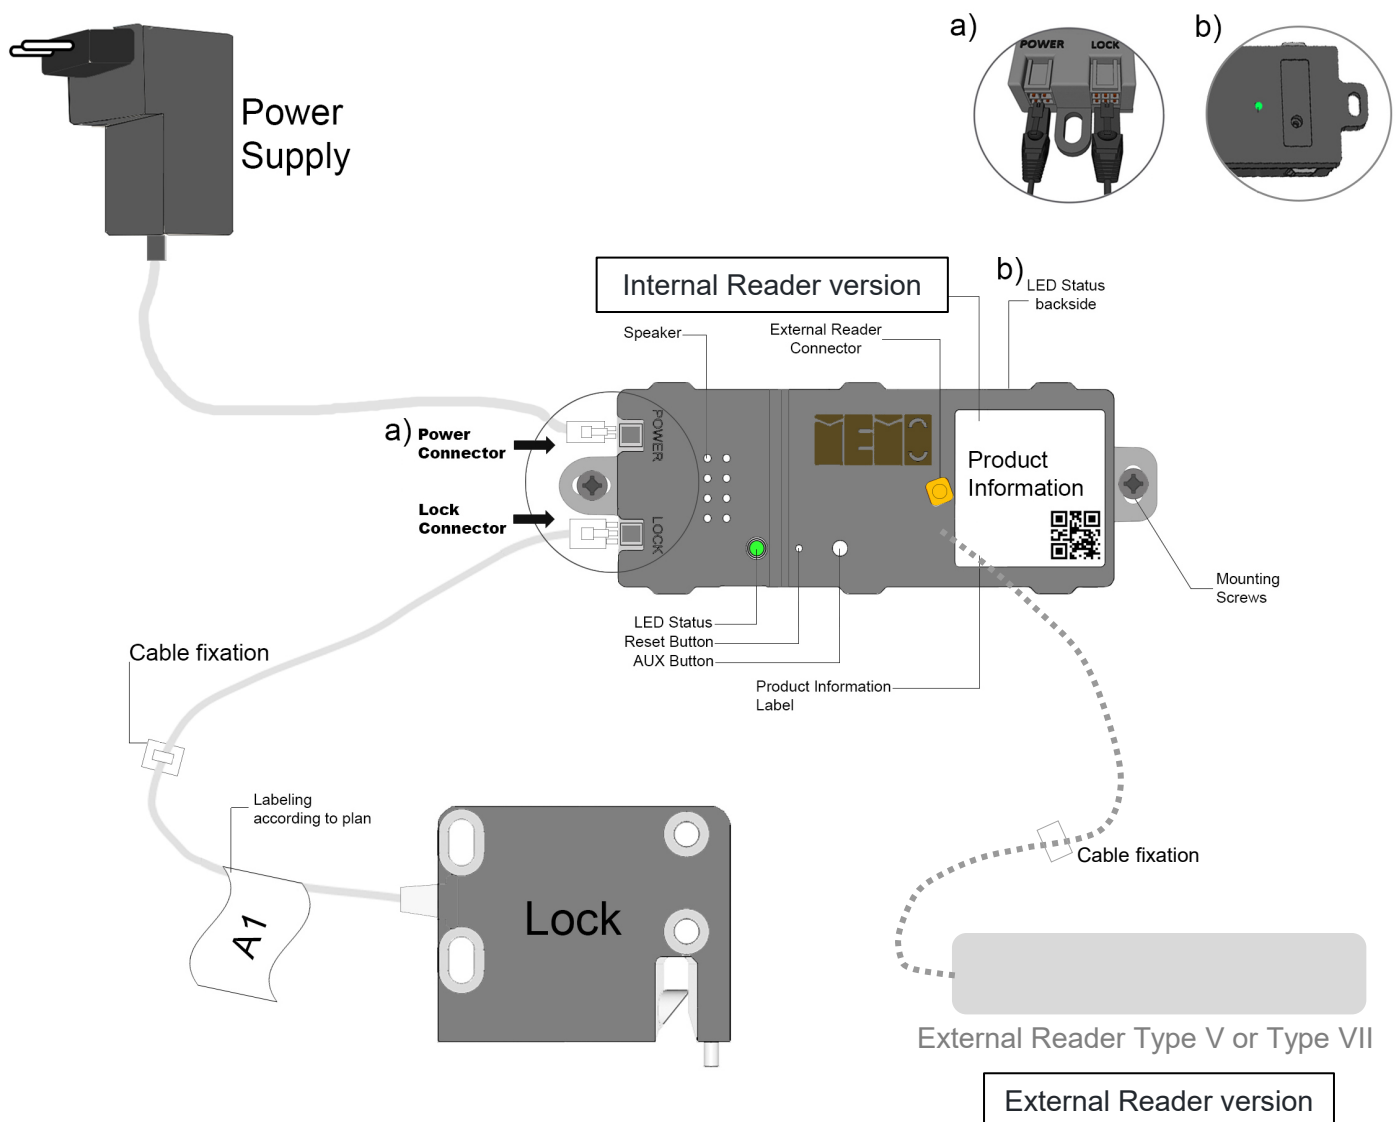 a)
b)
POWER
LOCK
Power
Supply
Internal Reader version
b)
LED Status
backside
Speaker
External Reader
Connector
a)
Power
Connector
POWER
Product
Information
Lock
Connector
LOCK
Mounting
Screws
LED Status
Reset Button
AUX Button
Cable fixation
Product Information
Label
Labeling
according to plan
Cable fixation
A1
Lock
External Reader Type V or Type VII
External Reader version